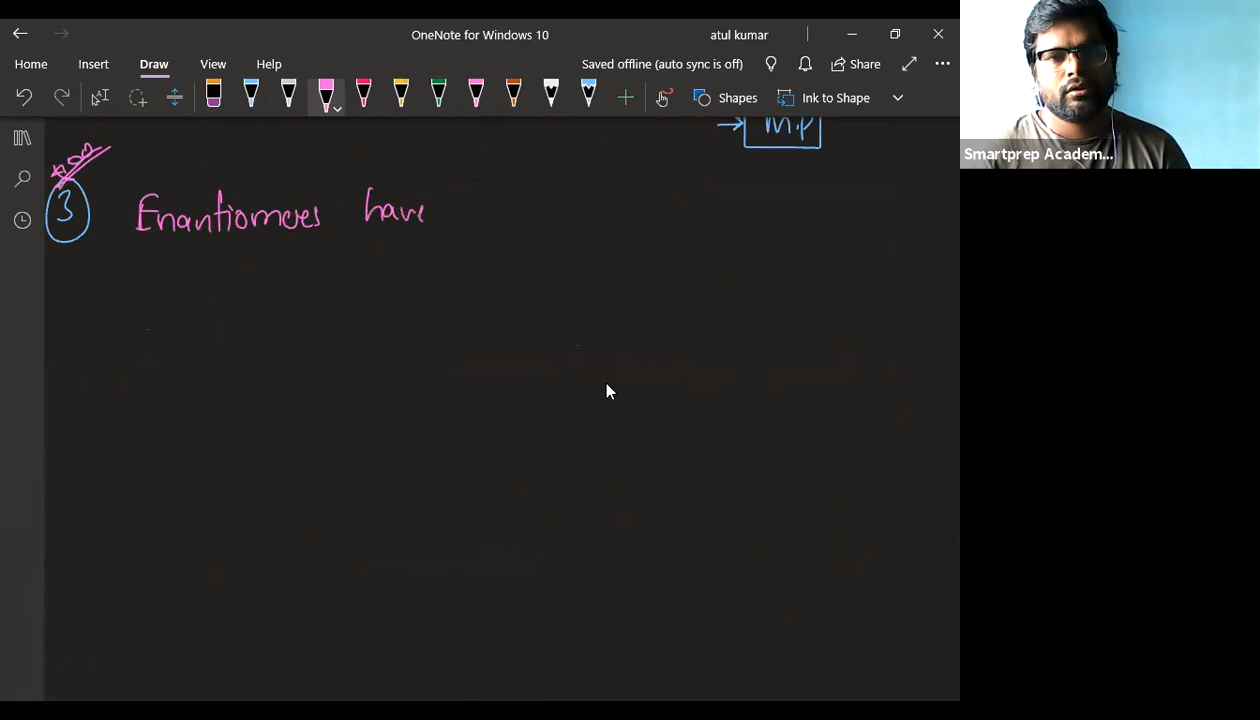 OneNote for Windows 10
atul kumar
Home Insert Draw View Help
Saved offline (auto sync is off)
Share
Shapes
Ink to Shape
Smartprep Academ...
→ M.P
3 Enantiomers have